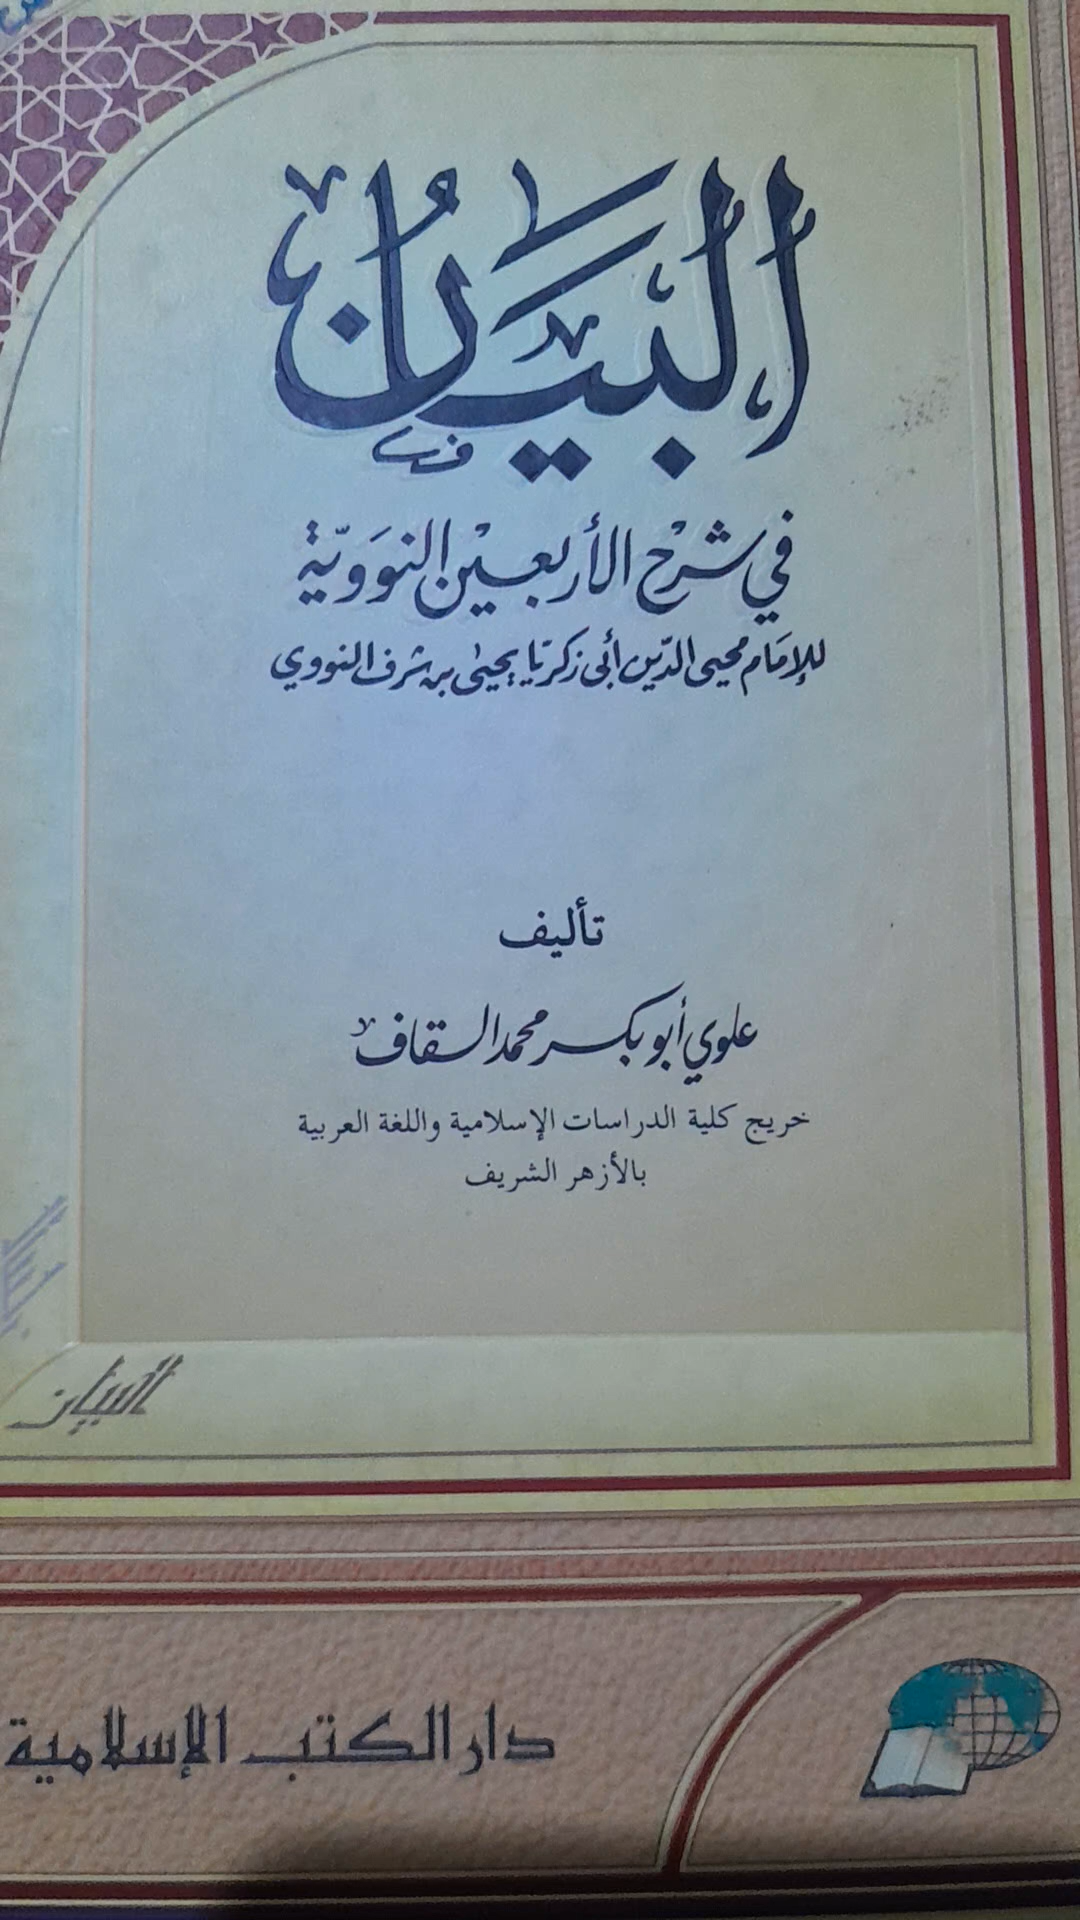 البيان
في شرح الأربعين النووية
للإمام محيي الدين أبي زكريا يحيى بن شرف النووي
تأليف
علوي أبو بكر محمد السقاف
خريج كلية الدراسات الإسلامية واللغة العربية
بالأزهر الشريف
البيان
دار الكتب الإسلامية